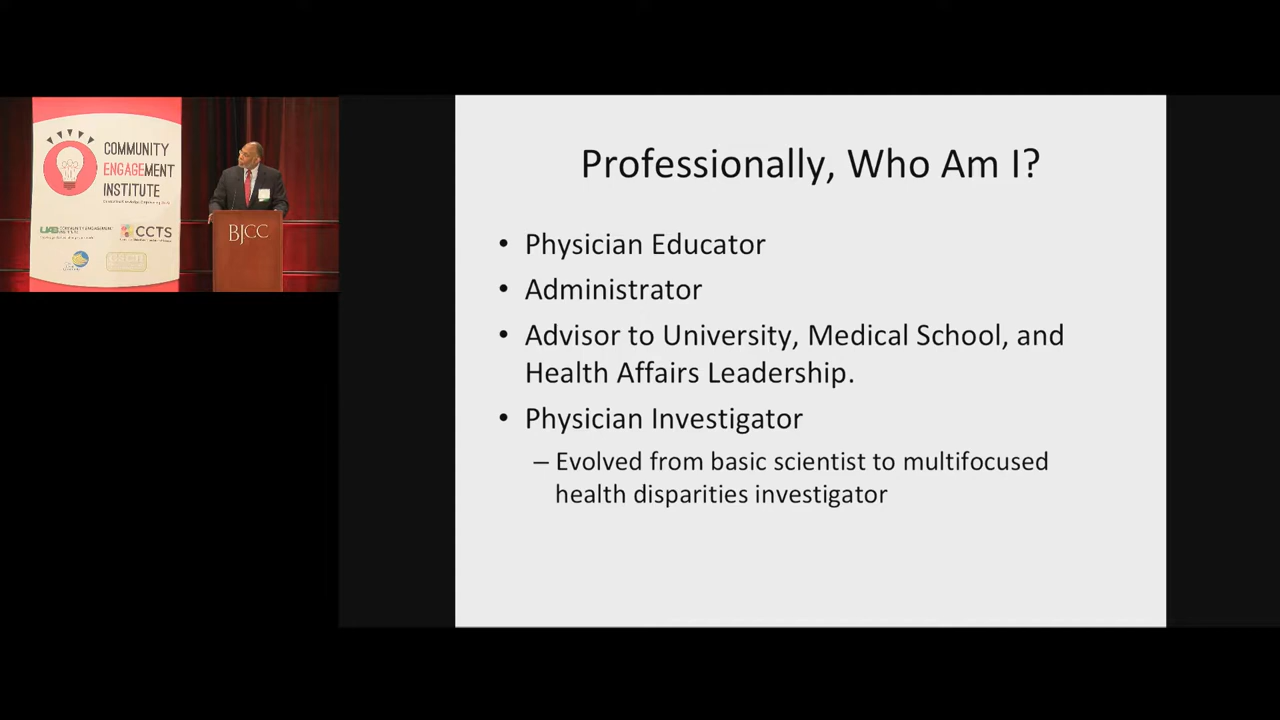 COMMUNITY
ENGAGEMENT
INSTITUTE
UAB
CCTS
BJCC
Professionally, Who Am I?
• Physician Educator
• Administrator
• Advisor to University, Medical School, and
Health Affairs Leadership.
• Physician Investigator
– Evolved from basic scientist to multifocused
health disparities investigator